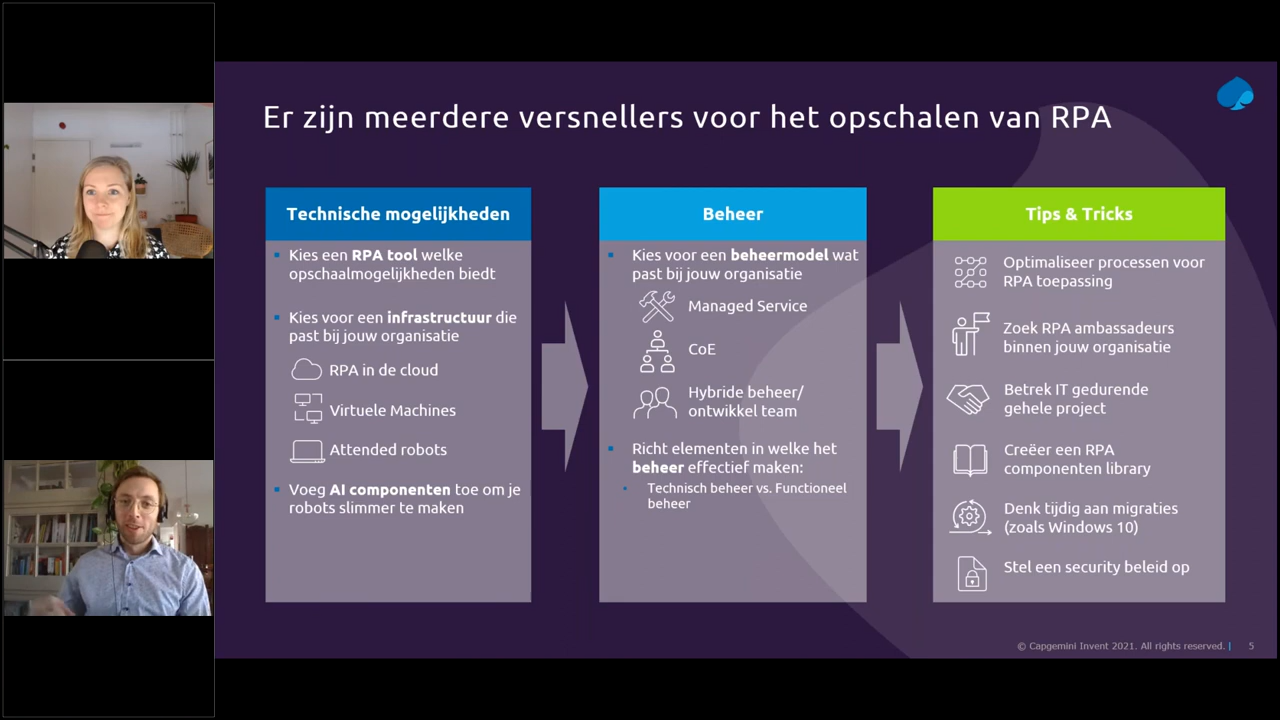 Er zijn meerdere versnellers voor het opschalen van RPA
Technische mogelijkheden
Kies een RPA tool welke
opschaalmogelijkheden biedt
Kies voor een infrastructuur die
past bij jouw organisatie
RPA in de cloud
Virtuele Machines
Attended robots
Voeg AI componenten toe om je
robots slimmer te maken
Beheer
Kies voor een beheermodel wat
past bij jouw organisatie
Managed Service
CoE
Hybride beheer/
ontwikkel team
Richt elementen in welke het
beheer effectief maken:
Technisch beheer vs. Functioneel
beheer
Tips & Tricks
Optimaliseer processen voor
RPA toepassing
Zoek RPA ambassadeurs
binnen jouw organisatie
Betrek IT gedurende
gehele project
Creëer een RPA
componenten library
Denk tijdig aan migraties
(zoals Windows 10)
Stel een security beleid op
© Capgemini Invent 2021. All rights reserved. | 5